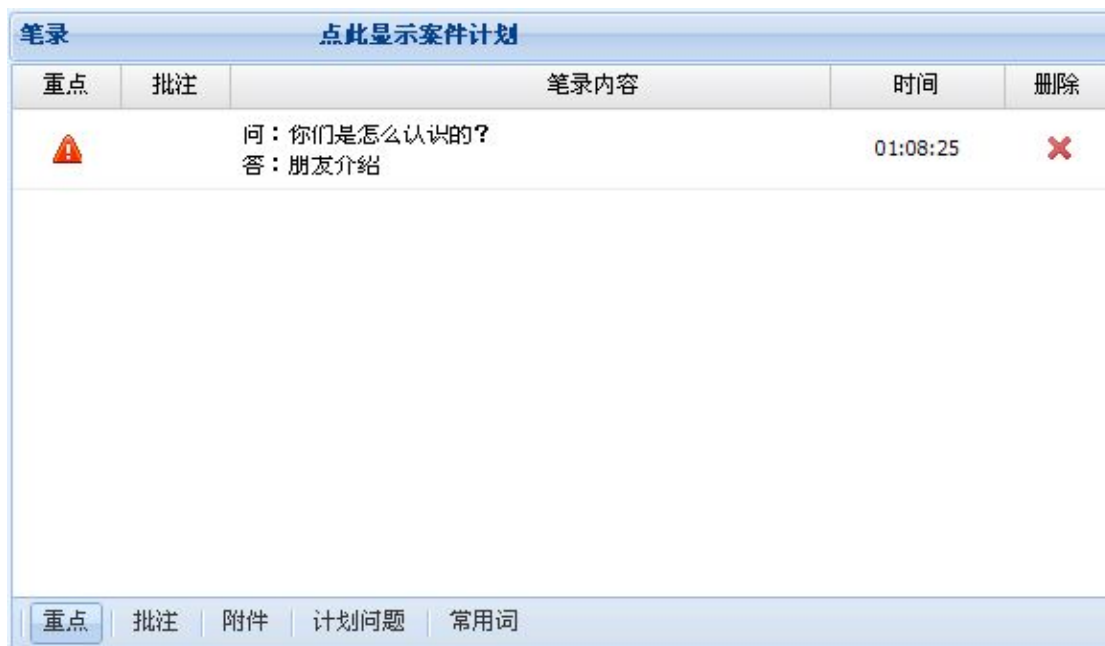 笔录 点此显示案件计划
重点 批注 笔录内容 时间 删除
问：你们是怎么认识的？
答：朋友介绍
01:08:25
重点 批注 附件 计划问题 常用词